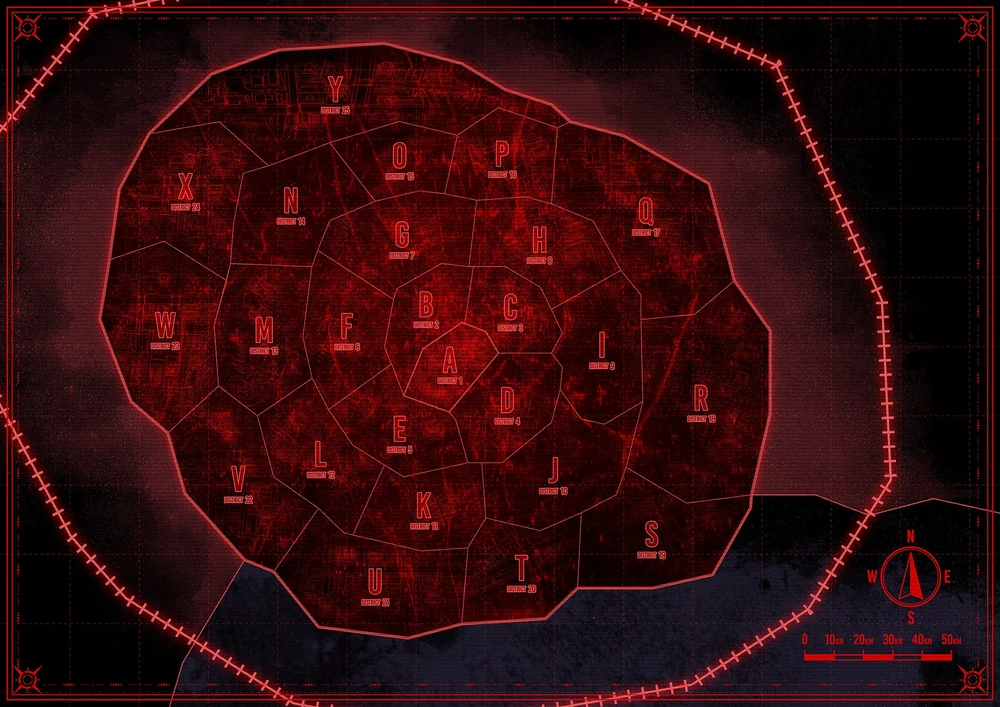 Y
DISTRICT 25
O
DISTRICT 15
P
DISTRICT 16
X
DISTRICT 24
N
DISTRICT 14
Q
DISTRICT 17
G
DISTRICT 7
H
DISTRICT 8
B
DISTRICT 2
C
DISTRICT 3
W
DISTRICT 23
M
DISTRICT 13
F
DISTRICT 6
I
DISTRICT 9
A
DISTRICT 1
D
DISTRICT 4
R
DISTRICT 18
E
DISTRICT 5
L
DISTRICT 12
J
DISTRICT 10
V
DISTRICT 22
K
DISTRICT 11
S
DISTRICT 19
T
DISTRICT 20
U
DISTRICT 21
N
W E
S
0 10KM 20KM 30KM 40KM 50KM